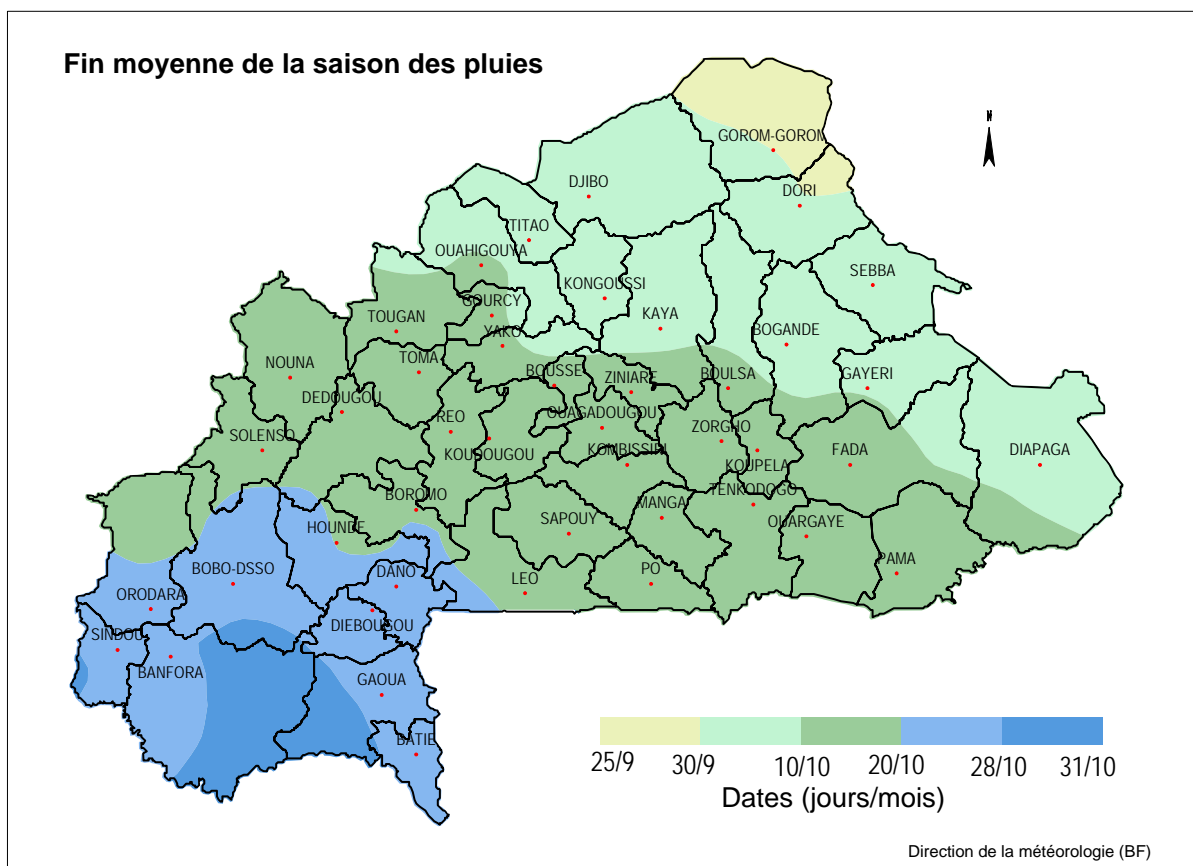 Fin moyenne de la saison des pluies
N
GOROM-GOROM
DJIBO
DORI
TITAO
OUAHIGOUYA
SEBBA
KONGOUSSI
GOURCY
KAYA
TOUGAN
YAKO
BOGANDE
NOUNA
TOMA
BOUSSE
ZINIARE
BOULSA
GAYERI
DEDOUGOU
REO
OUAGADOUGOU
ZORGHO
SOLENSO
KOUDOUGOU
KOMBISSIRI
KOUPELA
FADA
DIAPAGA
BOROMO
MANGA
TENKODOGO
HOUNDE
SAPOUY
OUARGAYE
BOBO-DSSO
DANO
LEO
PO
PAMA
ORODARA
DIEBOUGOU
SINDOU
BANFORA
GAOUA
BATIE
25/9 30/9 10/10 20/10 28/10 31/10
Dates (jours/mois)
Direction de la météorologie (BF)